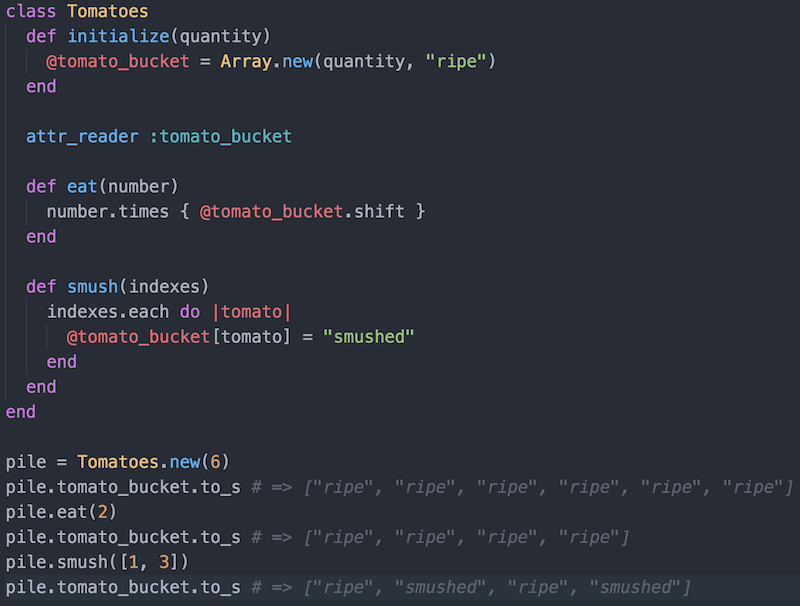 class Tomatoes
  def initialize(quantity)
    @tomato_bucket = Array.new(quantity, "ripe")
  end

  attr_reader :tomato_bucket

  def eat(number)
    number.times { @tomato_bucket.shift }
  end

  def smush(indexes)
    indexes.each do |tomato|
      @tomato_bucket[tomato] = "smushed"
    end
  end
end

pile = Tomatoes.new(6)
pile.tomato_bucket.to_s # => ["ripe", "ripe", "ripe", "ripe", "ripe", "ripe"]
pile.eat(2)
pile.tomato_bucket.to_s # => ["ripe", "ripe", "ripe", "ripe"]
pile.smush([1, 3])
pile.tomato_bucket.to_s # => ["ripe", "smushed", "ripe", "smushed"]